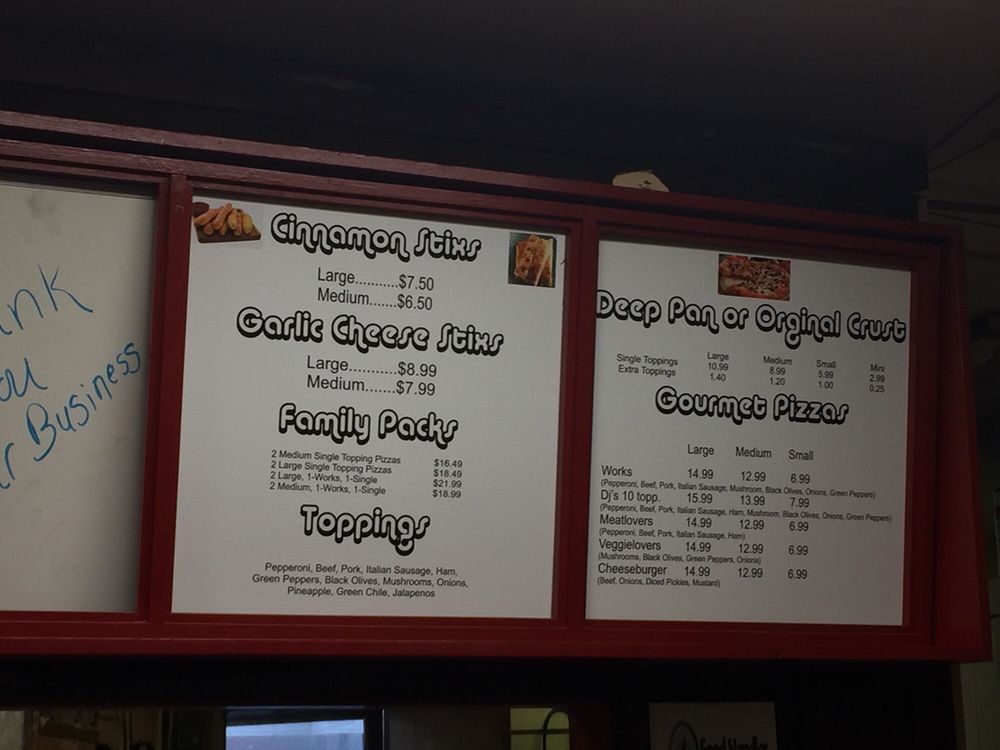 ank
ou
r Business
Cinnamon Stixs
Large...........$7.50
Medium.......$6.50
Garlic Cheese Stixs
Large...........$8.99
Medium.......$7.99
Family Packs
2 Medium Single Topping Pizzas $16.49
2 Large Single Topping Pizzas $18.49
2 Large, 1-Works, 1-Single $21.99
2 Medium, 1-Works, 1-Single $18.99
Toppings
Pepperoni, Beef, Pork, Italian Sausage, Ham,
Green Peppers, Black Olives, Mushrooms, Onions,
Pineapple, Green Chile, Jalapenos
Deep Pan or Orginal Crust
Large Medium Small Mini
Single Toppings 10.99 8.99 5.99 2.99
Extra Toppings 1.40 1.20 1.00 0.25
Gourmet Pizzas
Large Medium Small
Works 14.99 12.99 6.99
(Pepperoni, Beef, Pork, Italian Sausage, Mushroom, Black Olives, Onions, Green Peppers)
Dj's 10 topp. 15.99 13.99 7.99
(Pepperoni, Beef, Pork, Italian Sausage, Ham, Mushroom, Black Olives, Onions, Green Peppers)
Meatlovers 14.99 12.99 6.99
(Pepperoni, Beef, Pork, Italian Sausage, Ham)
Veggielovers 14.99 12.99 6.99
(Mushrooms, Black Olives, Green Peppers, Onions)
Cheeseburger 14.99 12.99 6.99
(Beef, Onions, Diced Pickles, Mustard)
Food Handler